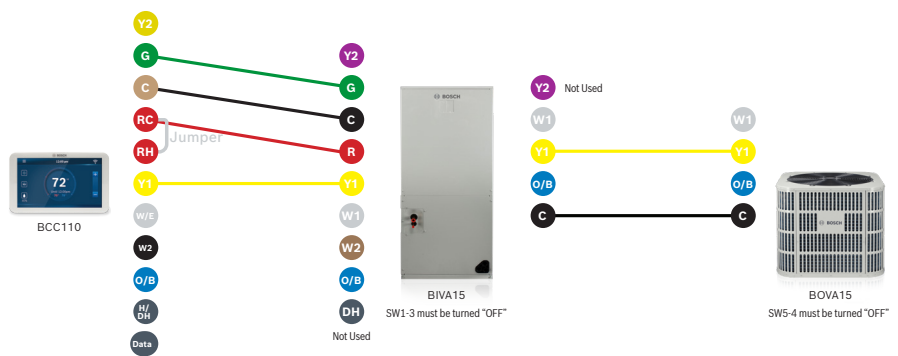 Y2
G
C
RC
RH
Jumper
Y1
W/E
W2
O/B
H/
DH
Data
BOSCH
72
BCC110
Y2
G
C
R
Y1
W1
W2
O/B
DH
Not Used
BOSCH
BIVA15
SW1-3 must be turned “OFF”
Y2 Not Used
W1
Y1
O/B
C
W1
Y1
O/B
C
BOSCH
BOVA15
SW5-4 must be turned “OFF”